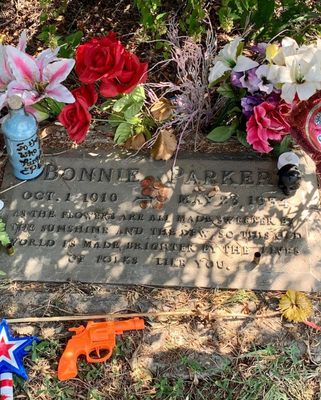 BONNIE PARKER
OCT. 1 1910 MAY 23 19
AS THE FLOWERS ARE ALL MADE SWEETER BY
THE SUNSHINE AND THE DEW, SO THIS OLD
WORLD IS MADE BRIGHTER BY THE LIVES
OF FOLKS LIKE YOU.